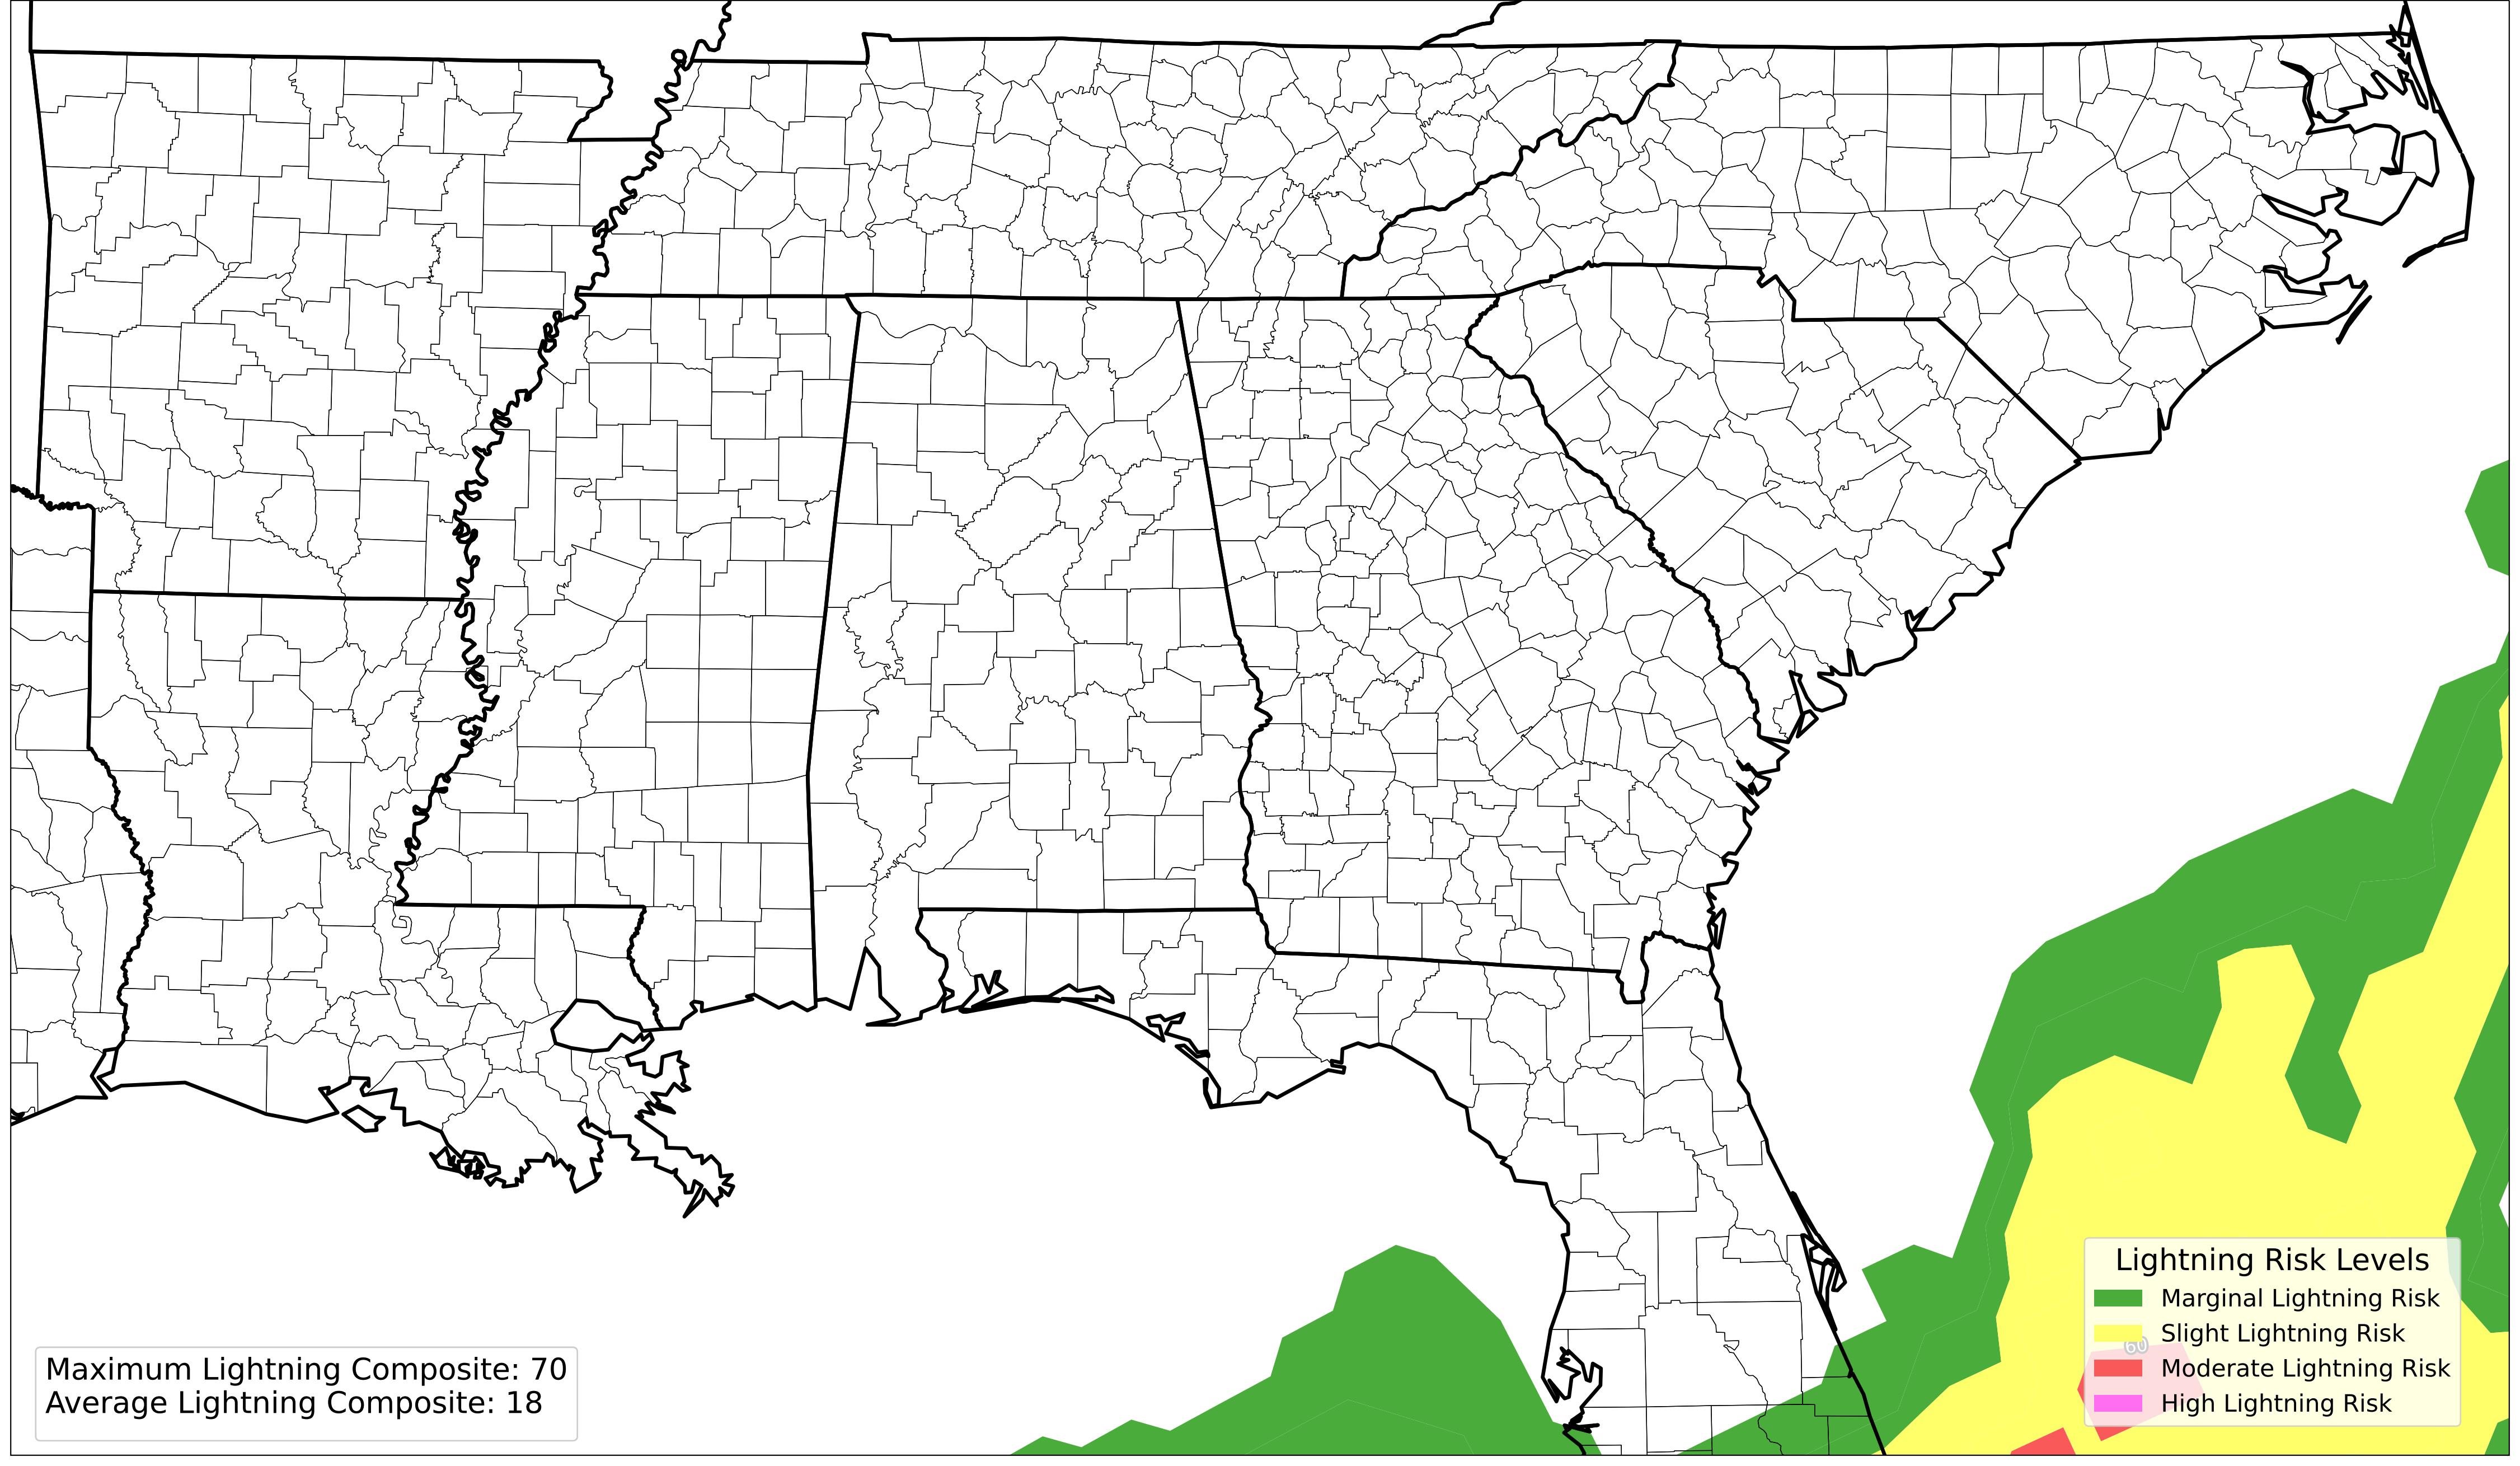 Maximum Lightning Composite: 70
Average Lightning Composite: 18
Lightning Risk Levels
Marginal Lightning Risk
Slight Lightning Risk
60
Moderate Lightning Risk
High Lightning Risk